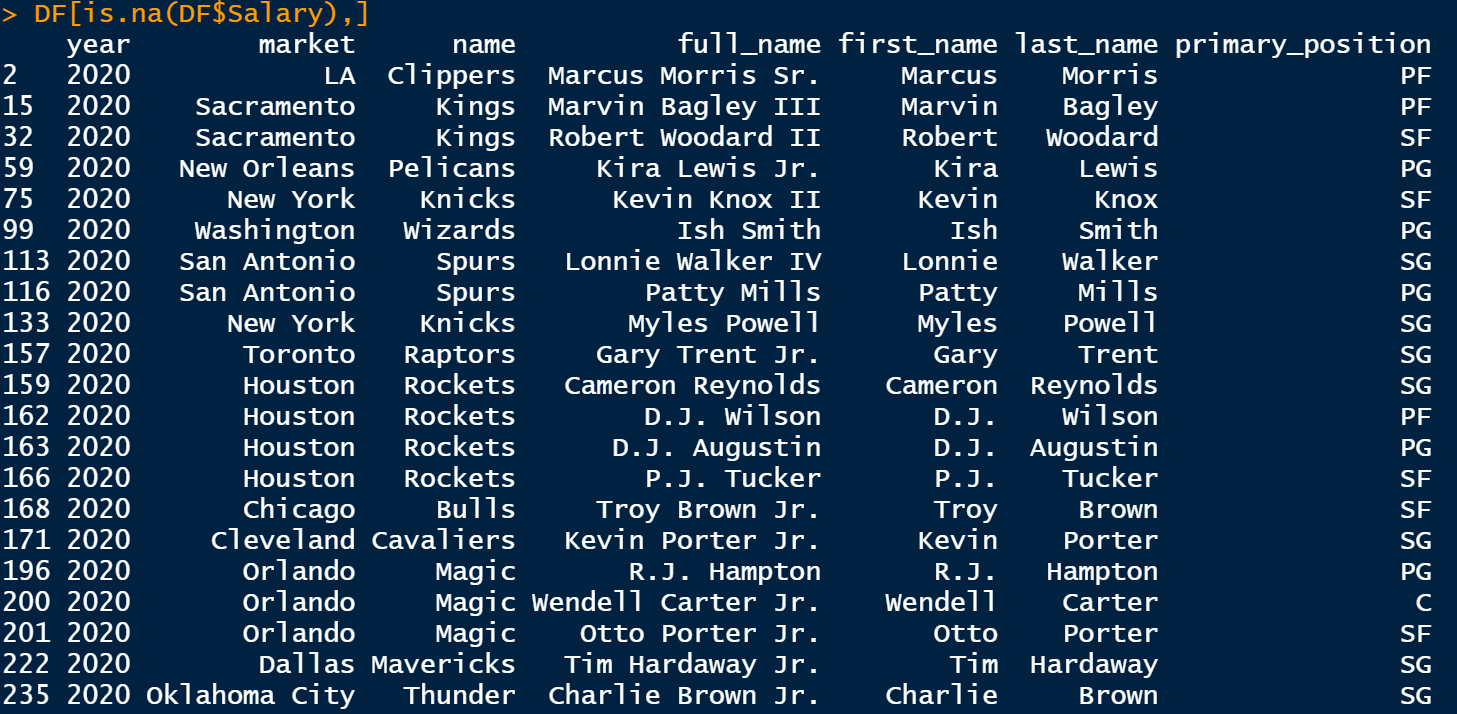 > DF[is.na(DF$Salary),]
year market name full_name first_name last_name primary_position
2 2020 LA Clippers Marcus Morris Sr. Marcus Morris PF
15 2020 Sacramento Kings Marvin Bagley III Marvin Bagley PF
32 2020 Sacramento Kings Robert Woodard II Robert Woodard SF
59 2020 New Orleans Pelicans Kira Lewis Jr. Kira Lewis PG
75 2020 New York Knicks Kevin Knox II Kevin Knox SF
99 2020 Washington Wizards Ish Smith Ish Smith PG
113 2020 San Antonio Spurs Lonnie Walker IV Lonnie Walker SG
116 2020 San Antonio Spurs Patty Mills Patty Mills PG
133 2020 New York Knicks Myles Powell Myles Powell SG
157 2020 Toronto Raptors Gary Trent Jr. Gary Trent SG
159 2020 Houston Rockets Cameron Reynolds Cameron Reynolds SG
162 2020 Houston Rockets D.J. Wilson D.J. Wilson PF
163 2020 Houston Rockets D.J. Augustin D.J. Augustin PG
166 2020 Houston Rockets P.J. Tucker P.J. Tucker SF
168 2020 Chicago Bulls Troy Brown Jr. Troy Brown SF
171 2020 Cleveland Cavaliers Kevin Porter Jr. Kevin Porter SG
196 2020 Orlando Magic R.J. Hampton R.J. Hampton PG
200 2020 Orlando Magic Wendell Carter Jr. Wendell Carter C
201 2020 Orlando Magic Otto Porter Jr. Otto Porter SF
222 2020 Dallas Mavericks Tim Hardaway Jr. Tim Hardaway SG
235 2020 Oklahoma City Thunder Charlie Brown Jr. Charlie Brown SG